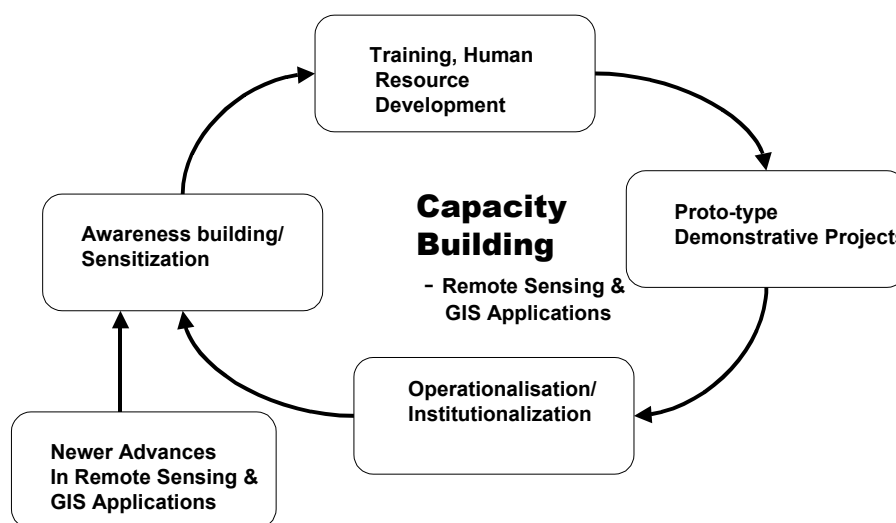 Training, Human
Resource
Development
Capacity
Building
- Remote Sensing &
GIS Applications
Proto-type
Demonstrative Projects
Awareness building/
Sensitization
Operationalisation/
Institutionalization
Newer Advances
In Remote Sensing &
GIS Applications